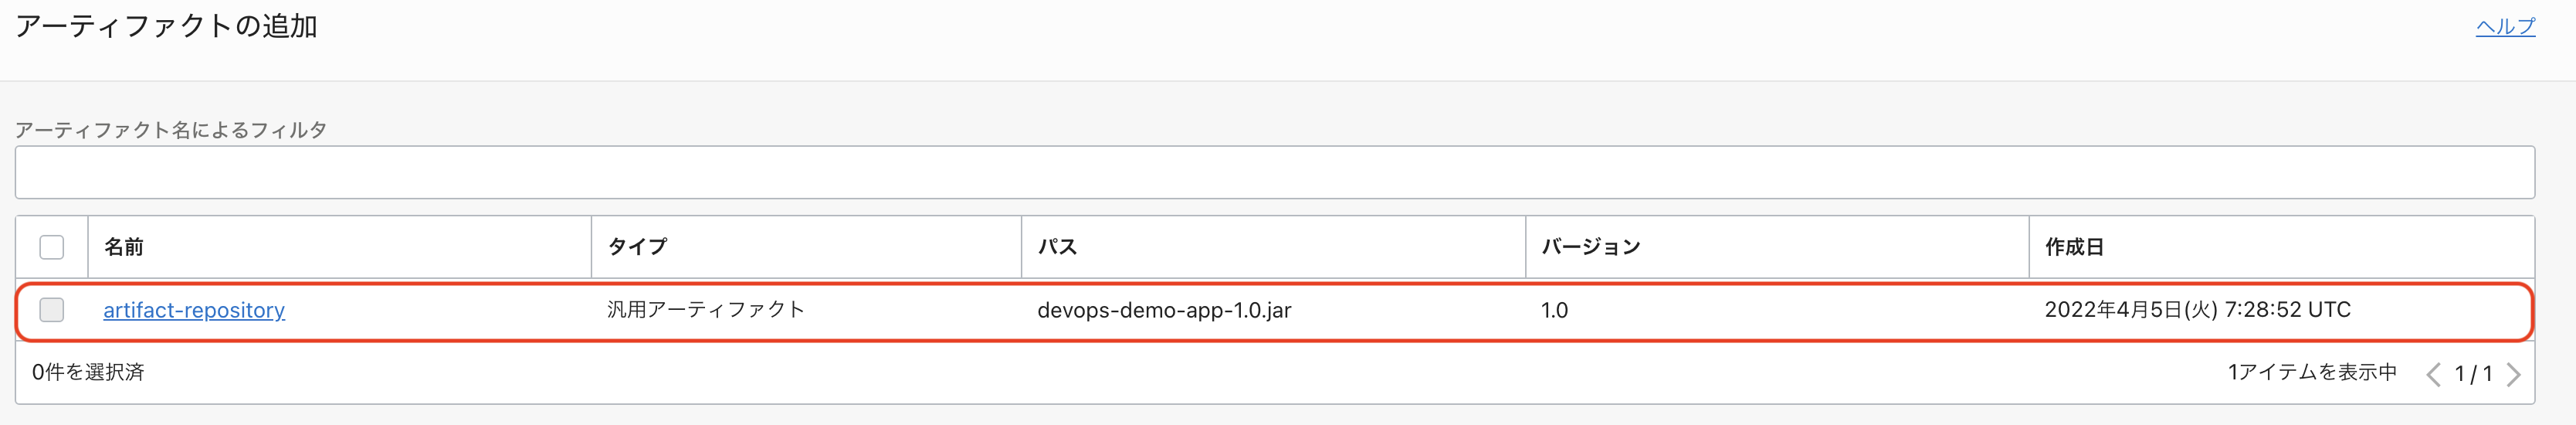 アーティファクトの追加
ヘルプ
アーティファクト名によるフィルタ
名前 タイプ パス バージョン 作成日
artifact-repository 汎用アーティファクト devops-demo-app-1.0.jar 1.0 2022年4月5日(火) 7:28:52 UTC
0件を選択済 1アイテムを表示中 1 / 1